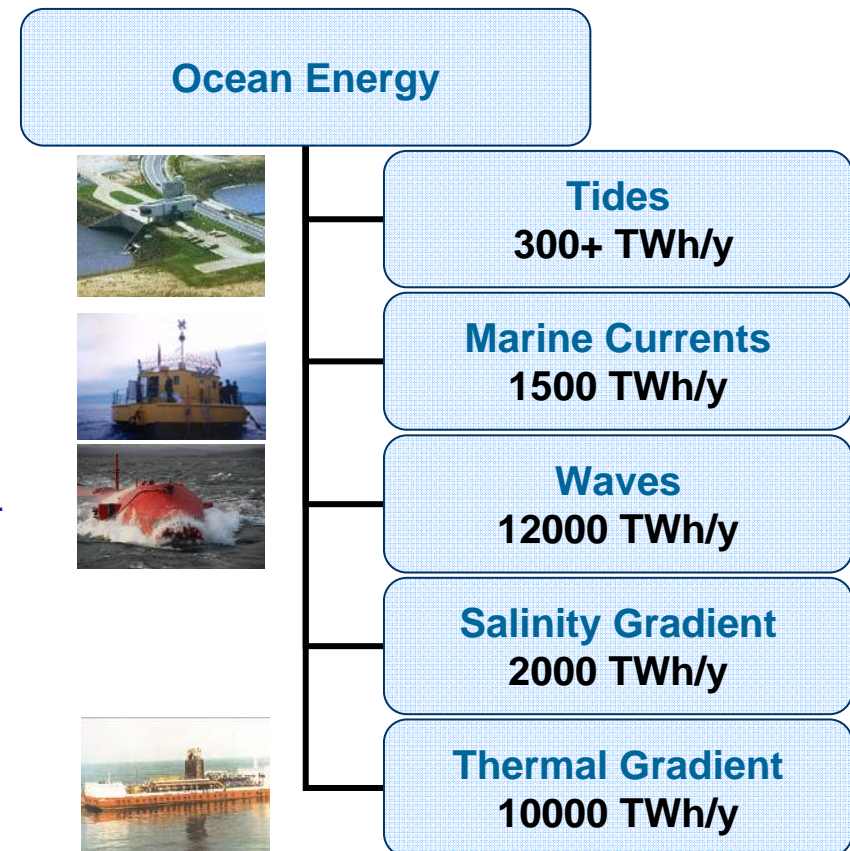 Ocean Energy
Tides
300+ TWh/y
Marine Currents
1500 TWh/y
Waves
12000 TWh/y
Salinity Gradient
2000 TWh/y
Thermal Gradient
10000 TWh/y